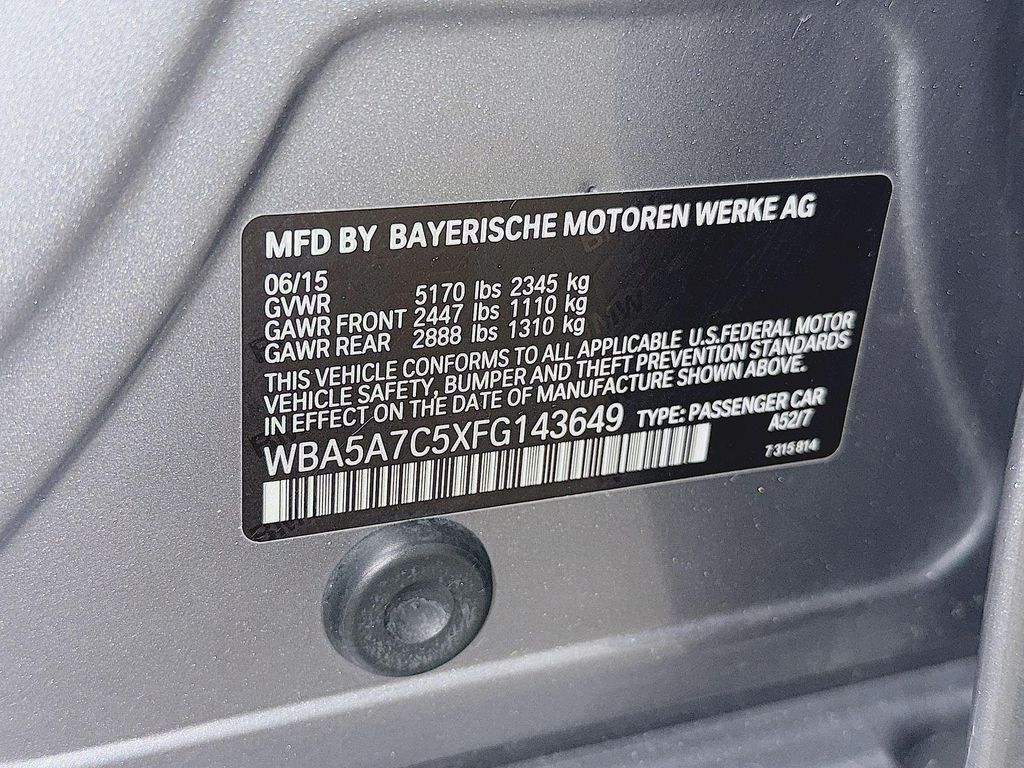 MFD BY BAYERISCHE MOTOREN WERKE AG
06/15
GVWR 5170 lbs 2345 kg
GAWR FRONT 2447 lbs 1110 kg
GAWR REAR 2888 lbs 1310 kg
THIS VEHICLE CONFORMS TO ALL APPLICABLE U.S.FEDERAL MOTOR
VEHICLE SAFETY, BUMPER AND THEFT PREVENTION STANDARDS
IN EFFECT ON THE DATE OF MANUFACTURE SHOWN ABOVE.
WBA5A7C5XFG143649 TYPE: PASSENGER CAR
A52/7
7 315 814